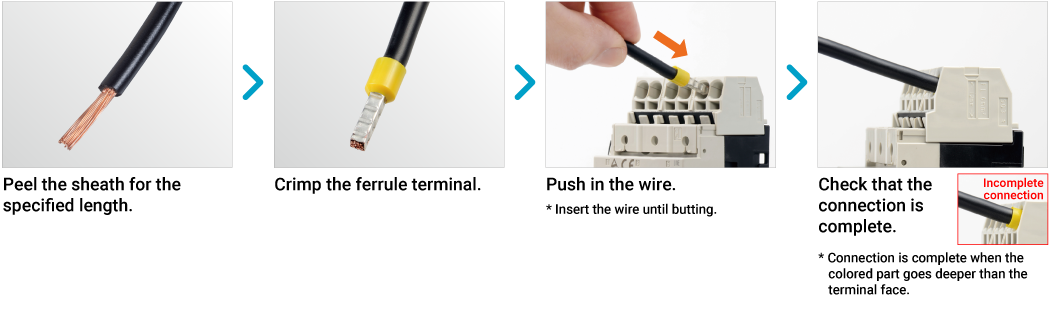 Peel the sheath for the
specified length.
Crimp the ferrule terminal.
Push in the wire.
* Insert the wire until butting.
Check that the
connection is
complete.
Incomplete
connection
* Connection is complete when the
colored part goes deeper than the
terminal face.